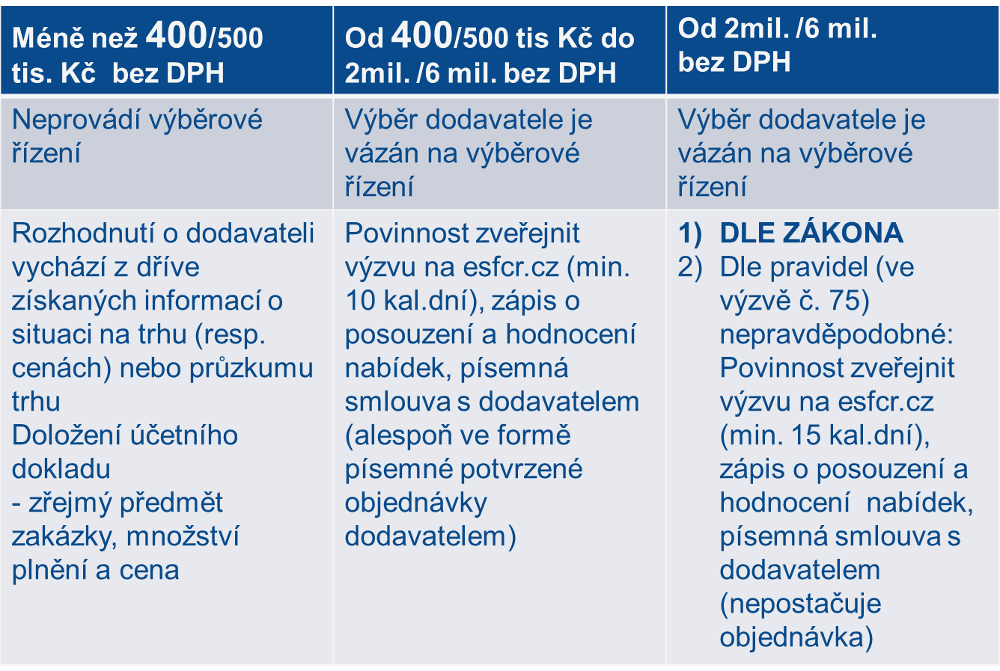 Méně než 400/500
tis. Kč bez DPH
Od 400/500 tis Kč do
2mil. /6 mil. bez DPH
Od 2mil. /6 mil.
bez DPH
Neprovádí výběrové
řízení
Výběr dodavatele je
vázán na výběrové
řízení
Výběr dodavatele je
vázán na výběrové
řízení
Rozhodnutí o dodavateli
vychází z dříve
získaných informací o
situaci na trhu (resp.
cenách) nebo průzkumu
trhu
Doložení účetního
dokladu
- zřejmý předmět
zakázky, množství
plnění a cena
Povinnost zveřejnit
výzvu na esfcr.cz (min.
10 kal.dní), zápis o
posouzení a hodnocení
nabídek, písemná
smlouva s dodavatelem
(alespoň ve formě
písemné potvrzené
objednávky
dodavatelem)
1) DLE ZÁKONA
2) Dle pravidel (ve
výzvě č. 75)
nepravděpodobné:
Povinnost zveřejnit
výzvu na esfcr.cz
(min. 15 kal.dní),
zápis o posouzení a
hodnocení nabídek,
písemná smlouva s
dodavatelem
(nepostačuje
objednávka)